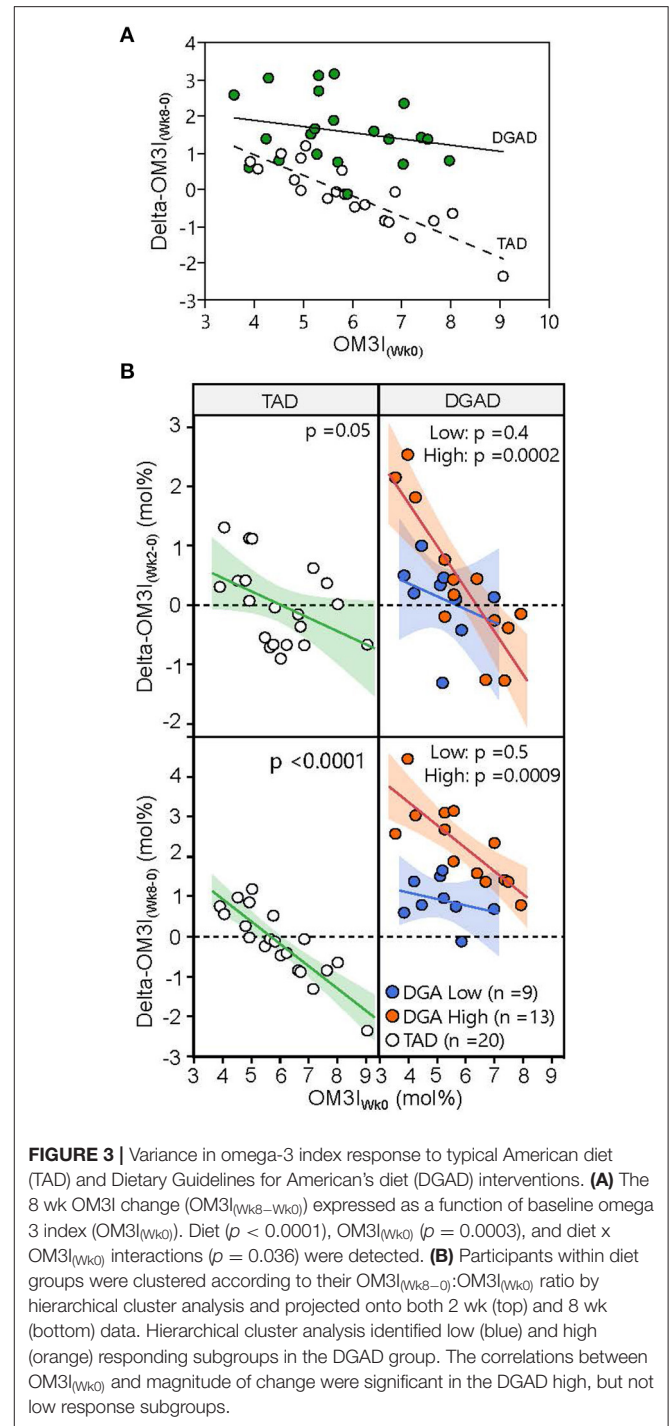 A
Delta-OM3I(Wk8-0)
4
3
2
1
0
-1
-2
-3
DGAD
TAD
3 4 5 6 7 8 9 10
OM3I(Wk0)
B
TAD DGAD
Delta-OM3I(Wk2-0) (mol%)
3
2
1
0
-1
-2
p =0.05
Low: p =0.4
High: p =0.0002
Delta-OM3I(Wk8-0) (mol%)
4
3
2
1
0
-1
-2
-3
p <0.0001
Low: p =0.5
High: p =0.0009
DGA Low (n =9)
DGA High (n =13)
TAD (n =20)
3 4 5 6 7 8 9 3 4 5 6 7 8 9
OM3IWk0 (mol%)
FIGURE 3 | Variance in omega-3 index response to typical American diet
(TAD) and Dietary Guidelines for American's diet (DGAD) interventions. (A) The
8 wk OM3I change (OM3I(Wk8−Wk0)) expressed as a function of baseline omega
3 index (OM3I(Wk0)). Diet (p < 0.0001), OM3I(Wk0) (p = 0.0003), and diet x
OM3I(Wk0) interactions (p = 0.036) were detected. (B) Participants within diet
groups were clustered according to their OM3I(Wk8−0):OM3I(Wk0) ratio by
hierarchical cluster analysis and projected onto both 2 wk (top) and 8 wk
(bottom) data. Hierarchical cluster analysis identified low (blue) and high
(orange) responding subgroups in the DGAD group. The correlations between
OM3I(Wk0) and magnitude of change were significant in the DGAD high, but not
low response subgroups.